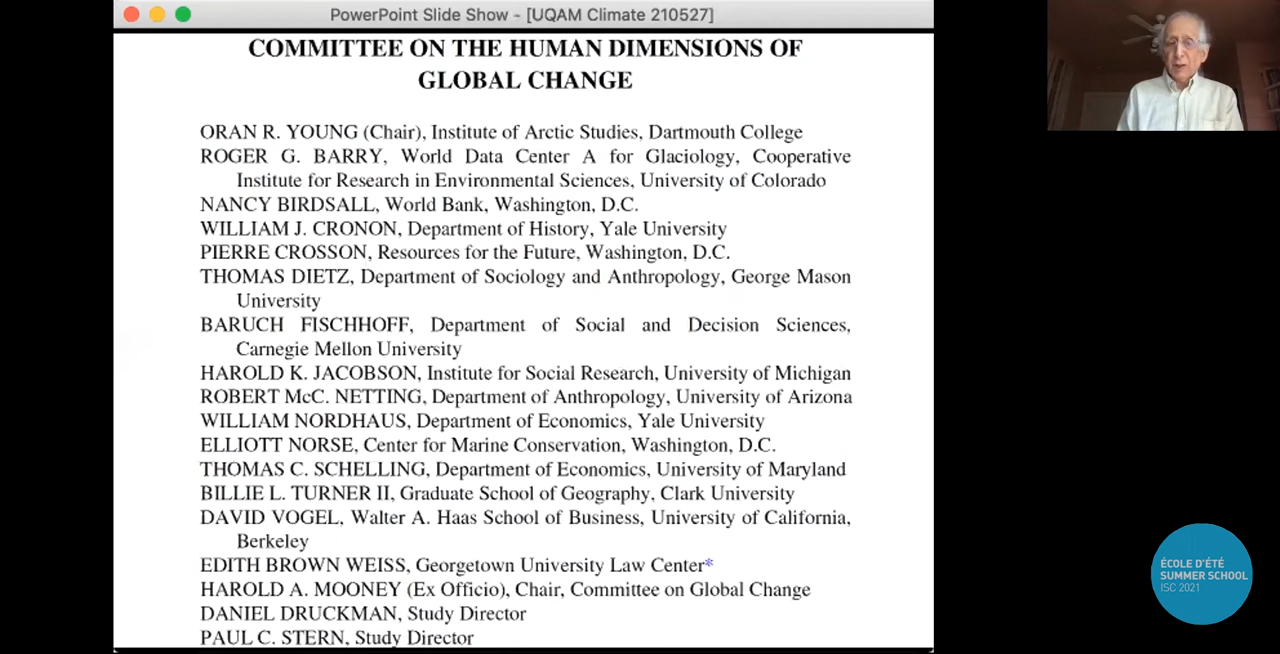 PowerPoint Slide Show - [UQAM Climate 210527]
COMMITTEE ON THE HUMAN DIMENSIONS OF
GLOBAL CHANGE
ORAN R. YOUNG (Chair), Institute of Arctic Studies, Dartmouth College
ROGER G. BARRY, World Data Center A for Glaciology, Cooperative
Institute for Research in Environmental Sciences, University of Colorado
NANCY BIRDSALL, World Bank, Washington, D.C.
WILLIAM J. CRONON, Department of History, Yale University
PIERRE CROSSON, Resources for the Future, Washington, D.C.
THOMAS DIETZ, Department of Sociology and Anthropology, George Mason
University
BARUCH FISCHHOFF, Department of Social and Decision Sciences,
Carnegie Mellon University
HAROLD K. JACOBSON, Institute for Social Research, University of Michigan
ROBERT McC. NETTING, Department of Anthropology, University of Arizona
WILLIAM NORDHAUS, Department of Economics, Yale University
ELLIOTT NORSE, Center for Marine Conservation, Washington, D.C.
THOMAS C. SCHELLING, Department of Economics, University of Maryland
BILLIE L. TURNER II, Graduate School of Geography, Clark University
DAVID VOGEL, Walter A. Haas School of Business, University of California,
Berkeley
EDITH BROWN WEISS, Georgetown University Law Center*
HAROLD A. MOONEY (Ex Officio), Chair, Committee on Global Change
DANIEL DRUCKMAN, Study Director
PAUL C. STERN, Study Director
ÉCOLE D'ÉTÉ
SUMMER SCHOOL
ISC 2021